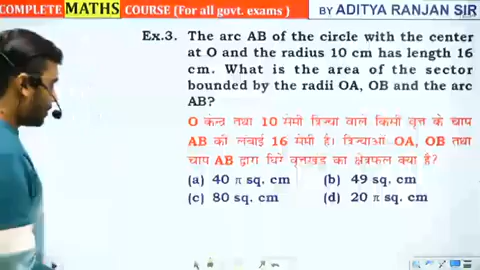 COMPLETE MATHS COURSE (For all govt. exams) BY ADITYA RANJAN SIR
Ex.3. The arc AB of the circle with the center
at O and the radius 10 cm has length 16
cm. What is the area of the sector
bounded by the radii OA, OB and the arc
AB?
O केन्द्र तथा 10 सेमी त्रिज्या वाले किसी वृत्त के चाप
AB की लंबाई 16 सेमी है। त्रिज्याओं OA, OB तथा
चाप AB द्वारा घिरे वृत्तखंड का क्षेत्रफल क्या है?
(a) 40 π sq. cm (b) 49 sq. cm
(c) 80 sq. cm (d) 20 π sq. cm